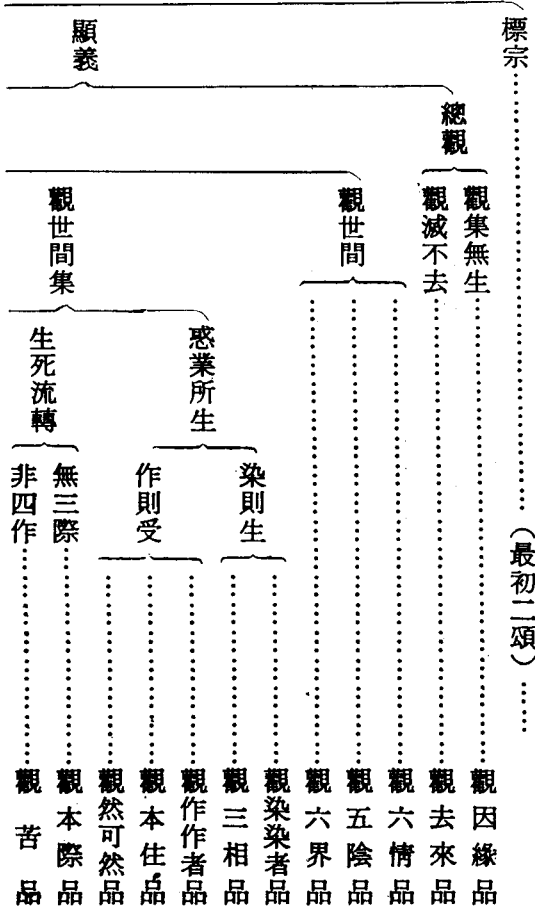 標宗……（最初二頌）……
顯義
總觀
觀集無生……觀因緣品
觀滅不去……觀去來品
觀世間
……觀六情品
……觀五陰品
……觀六界品
觀世間集
惑業所生
染則生
……觀染染者品
……觀三相品
作則受
……觀作作者品
……觀本住品
……觀然可然品
生死流轉
無三際……觀本際品
非四作……觀苦品